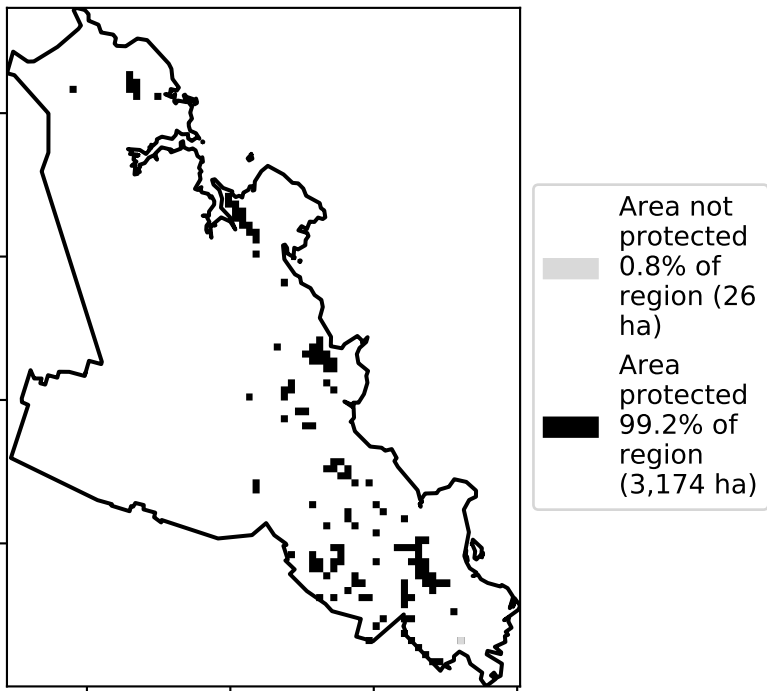 Area not
protected
0.8% of
region (26
ha)
Area
protected
99.2% of
region
(3,174 ha)